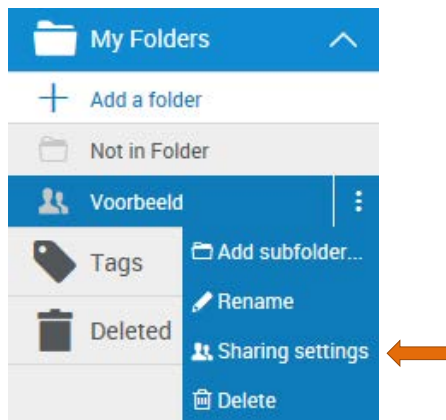 My Folders
Add a folder
Not in Folder
Voorbeeld
Tags
Add subfolder...
Rename
Deleted
Sharing settings
Delete